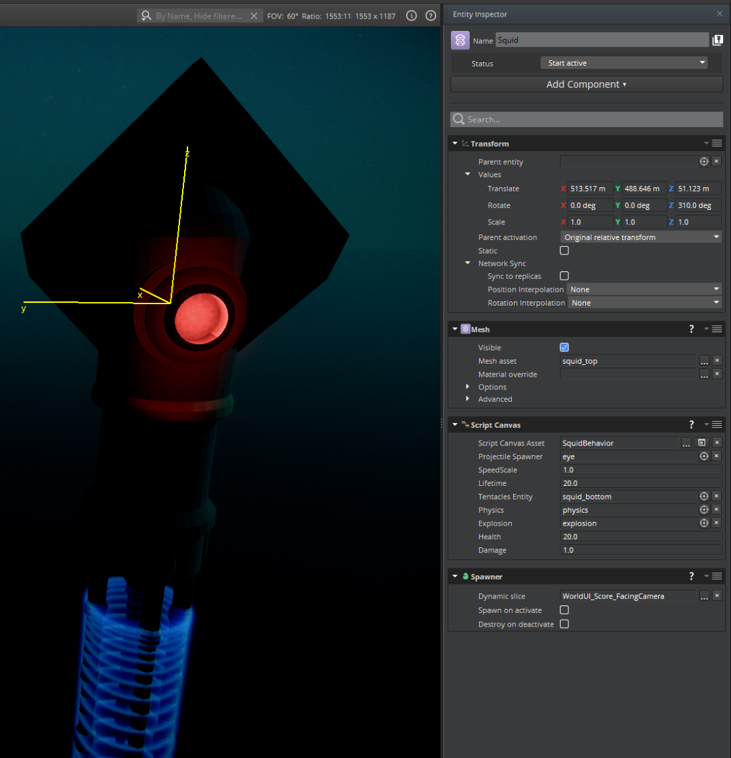 By Name, Hide filtere... FOV: 60° Ratio: 1553:11 1553 x 1187
z
x
y
Entity Inspector
Name Squid
Status Start active
Add Component
Search...
Transform
Parent entity
Values
Translate X 513.517 m Y 488.646 m Z 51.123 m
Rotate X 0.0 deg Y 0.0 deg Z 310.0 deg
Scale X 1.0 Y 1.0 Z 1.0
Parent activation Original relative transform
Static
Network Sync
Sync to replicas
Position Interpolation None
Rotation Interpolation None
Mesh ?
Visible
Mesh asset squid_top ...
Material override ...
Options
Advanced
Script Canvas ?
Script Canvas Asset SquidBehavior ...
Projectile Spawner eye
SpeedScale 1.0
Lifetime 20.0
Tentacles Entity squid_bottom
Physics physics
Explosion explosion
Health 20.0
Damage 1.0
Spawner ?
Dynamic slice WorldUI_Score_FacingCamera ...
Spawn on activate
Destroy on deactivate